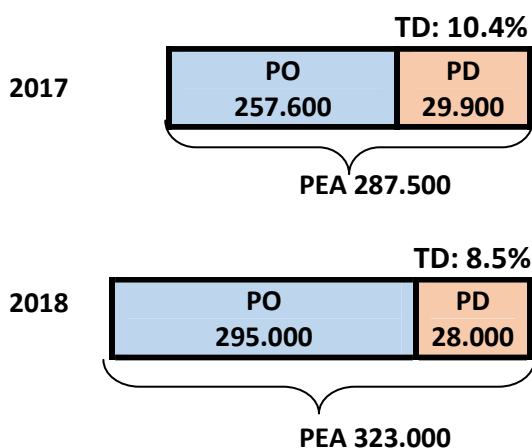 TD: 10.4%
2017
PO PD
257.600 29.900
PEA 287.500
TD: 8.5%
2018
PO PD
295.000 28.000
PEA 323.000